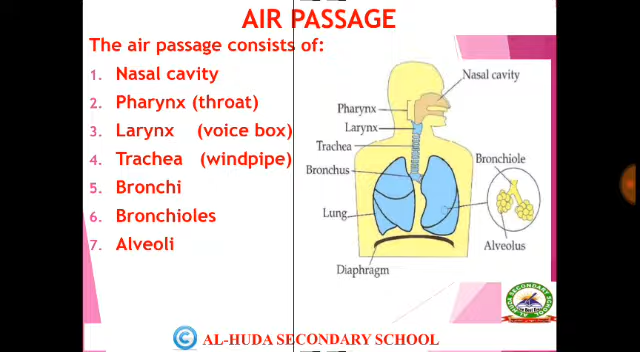 AIR PASSAGE
The air passage consists of:
1. Nasal cavity
2. Pharynx (throat)
3. Larynx (voice box)
4. Trachea (windpipe)
5. Bronchi
6. Bronchioles
7. Alveoli
Nasal cavity
Pharynx
Larynx
Trachea
Bronchus
Bronchiole
Lung
Alveolus
Diaphragm
© AL-HUDA SECONDARY SCHOOL